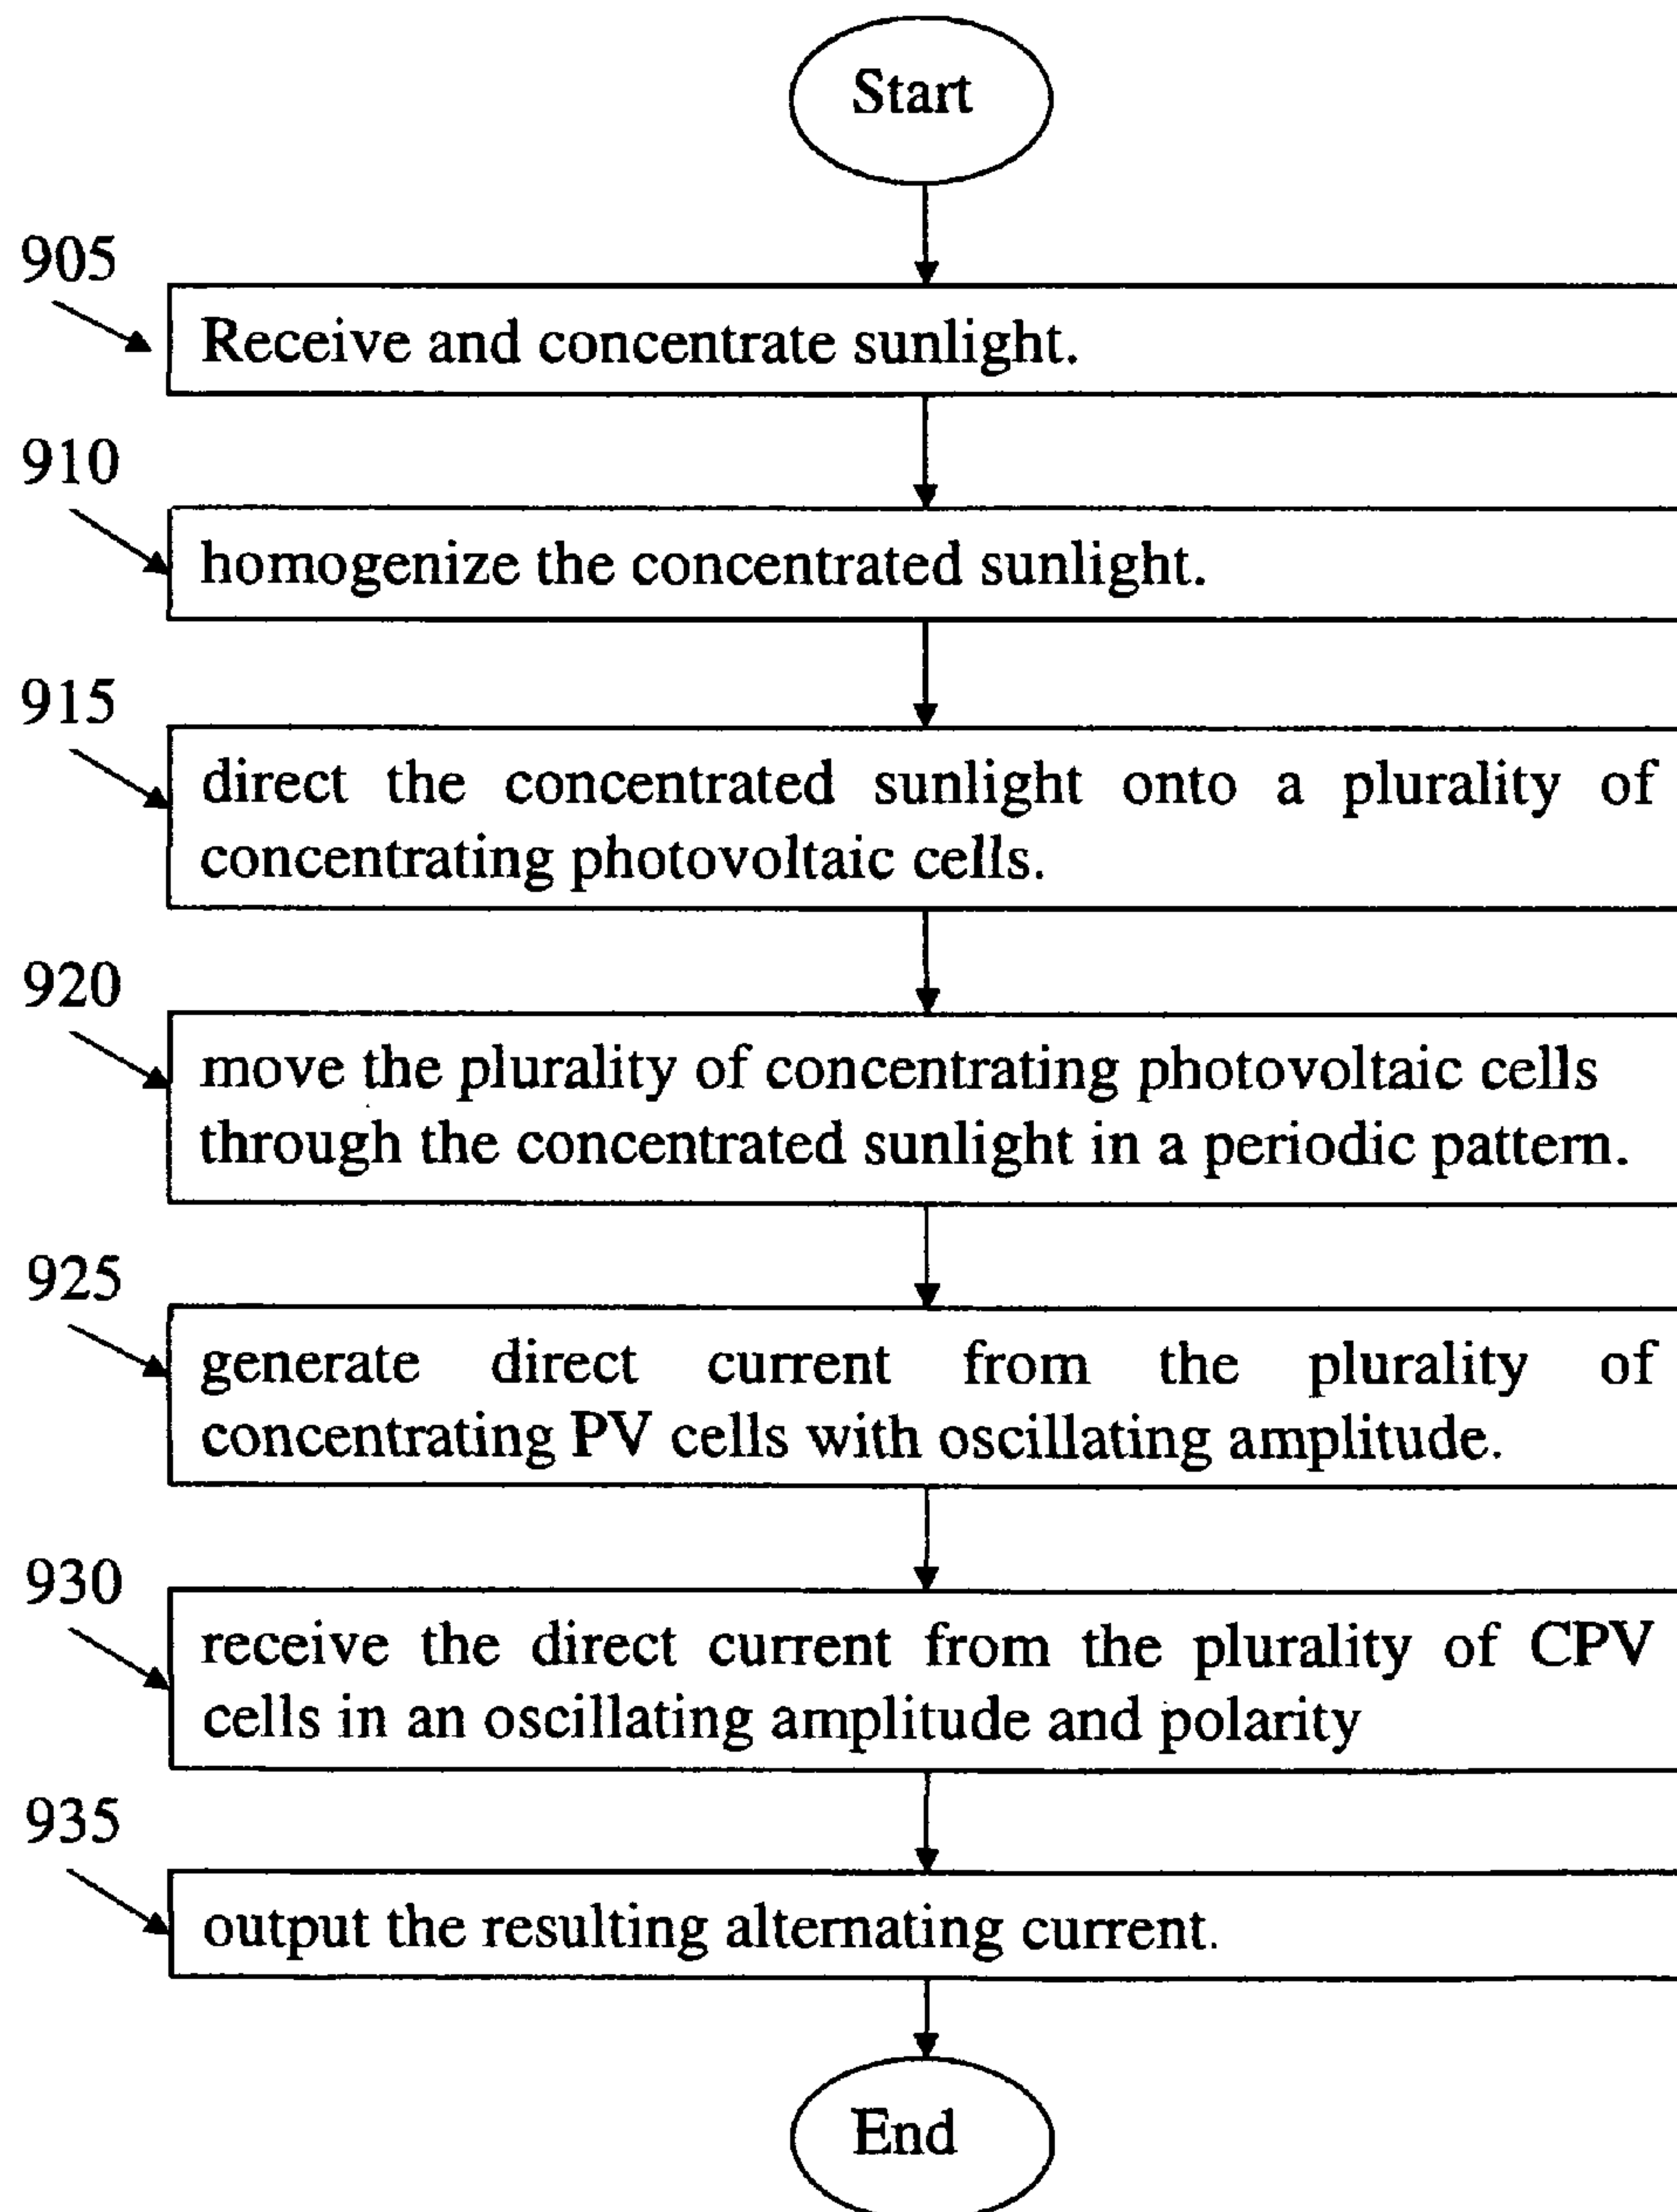 Start
905
Receive and concentrate sunlight.
910
homogenize the concentrated sunlight.
915
direct the concentrated sunlight onto a plurality of
concentrating photovoltaic cells.
920
move the plurality of concentrating photovoltaic cells
through the concentrated sunlight in a periodic pattern.
925
generate direct current from the plurality of
concentrating PV cells with oscillating amplitude.
930
receive the direct current from the plurality of CPV
cells in an oscillating amplitude and polarity
935
output the resulting alternating current.
End